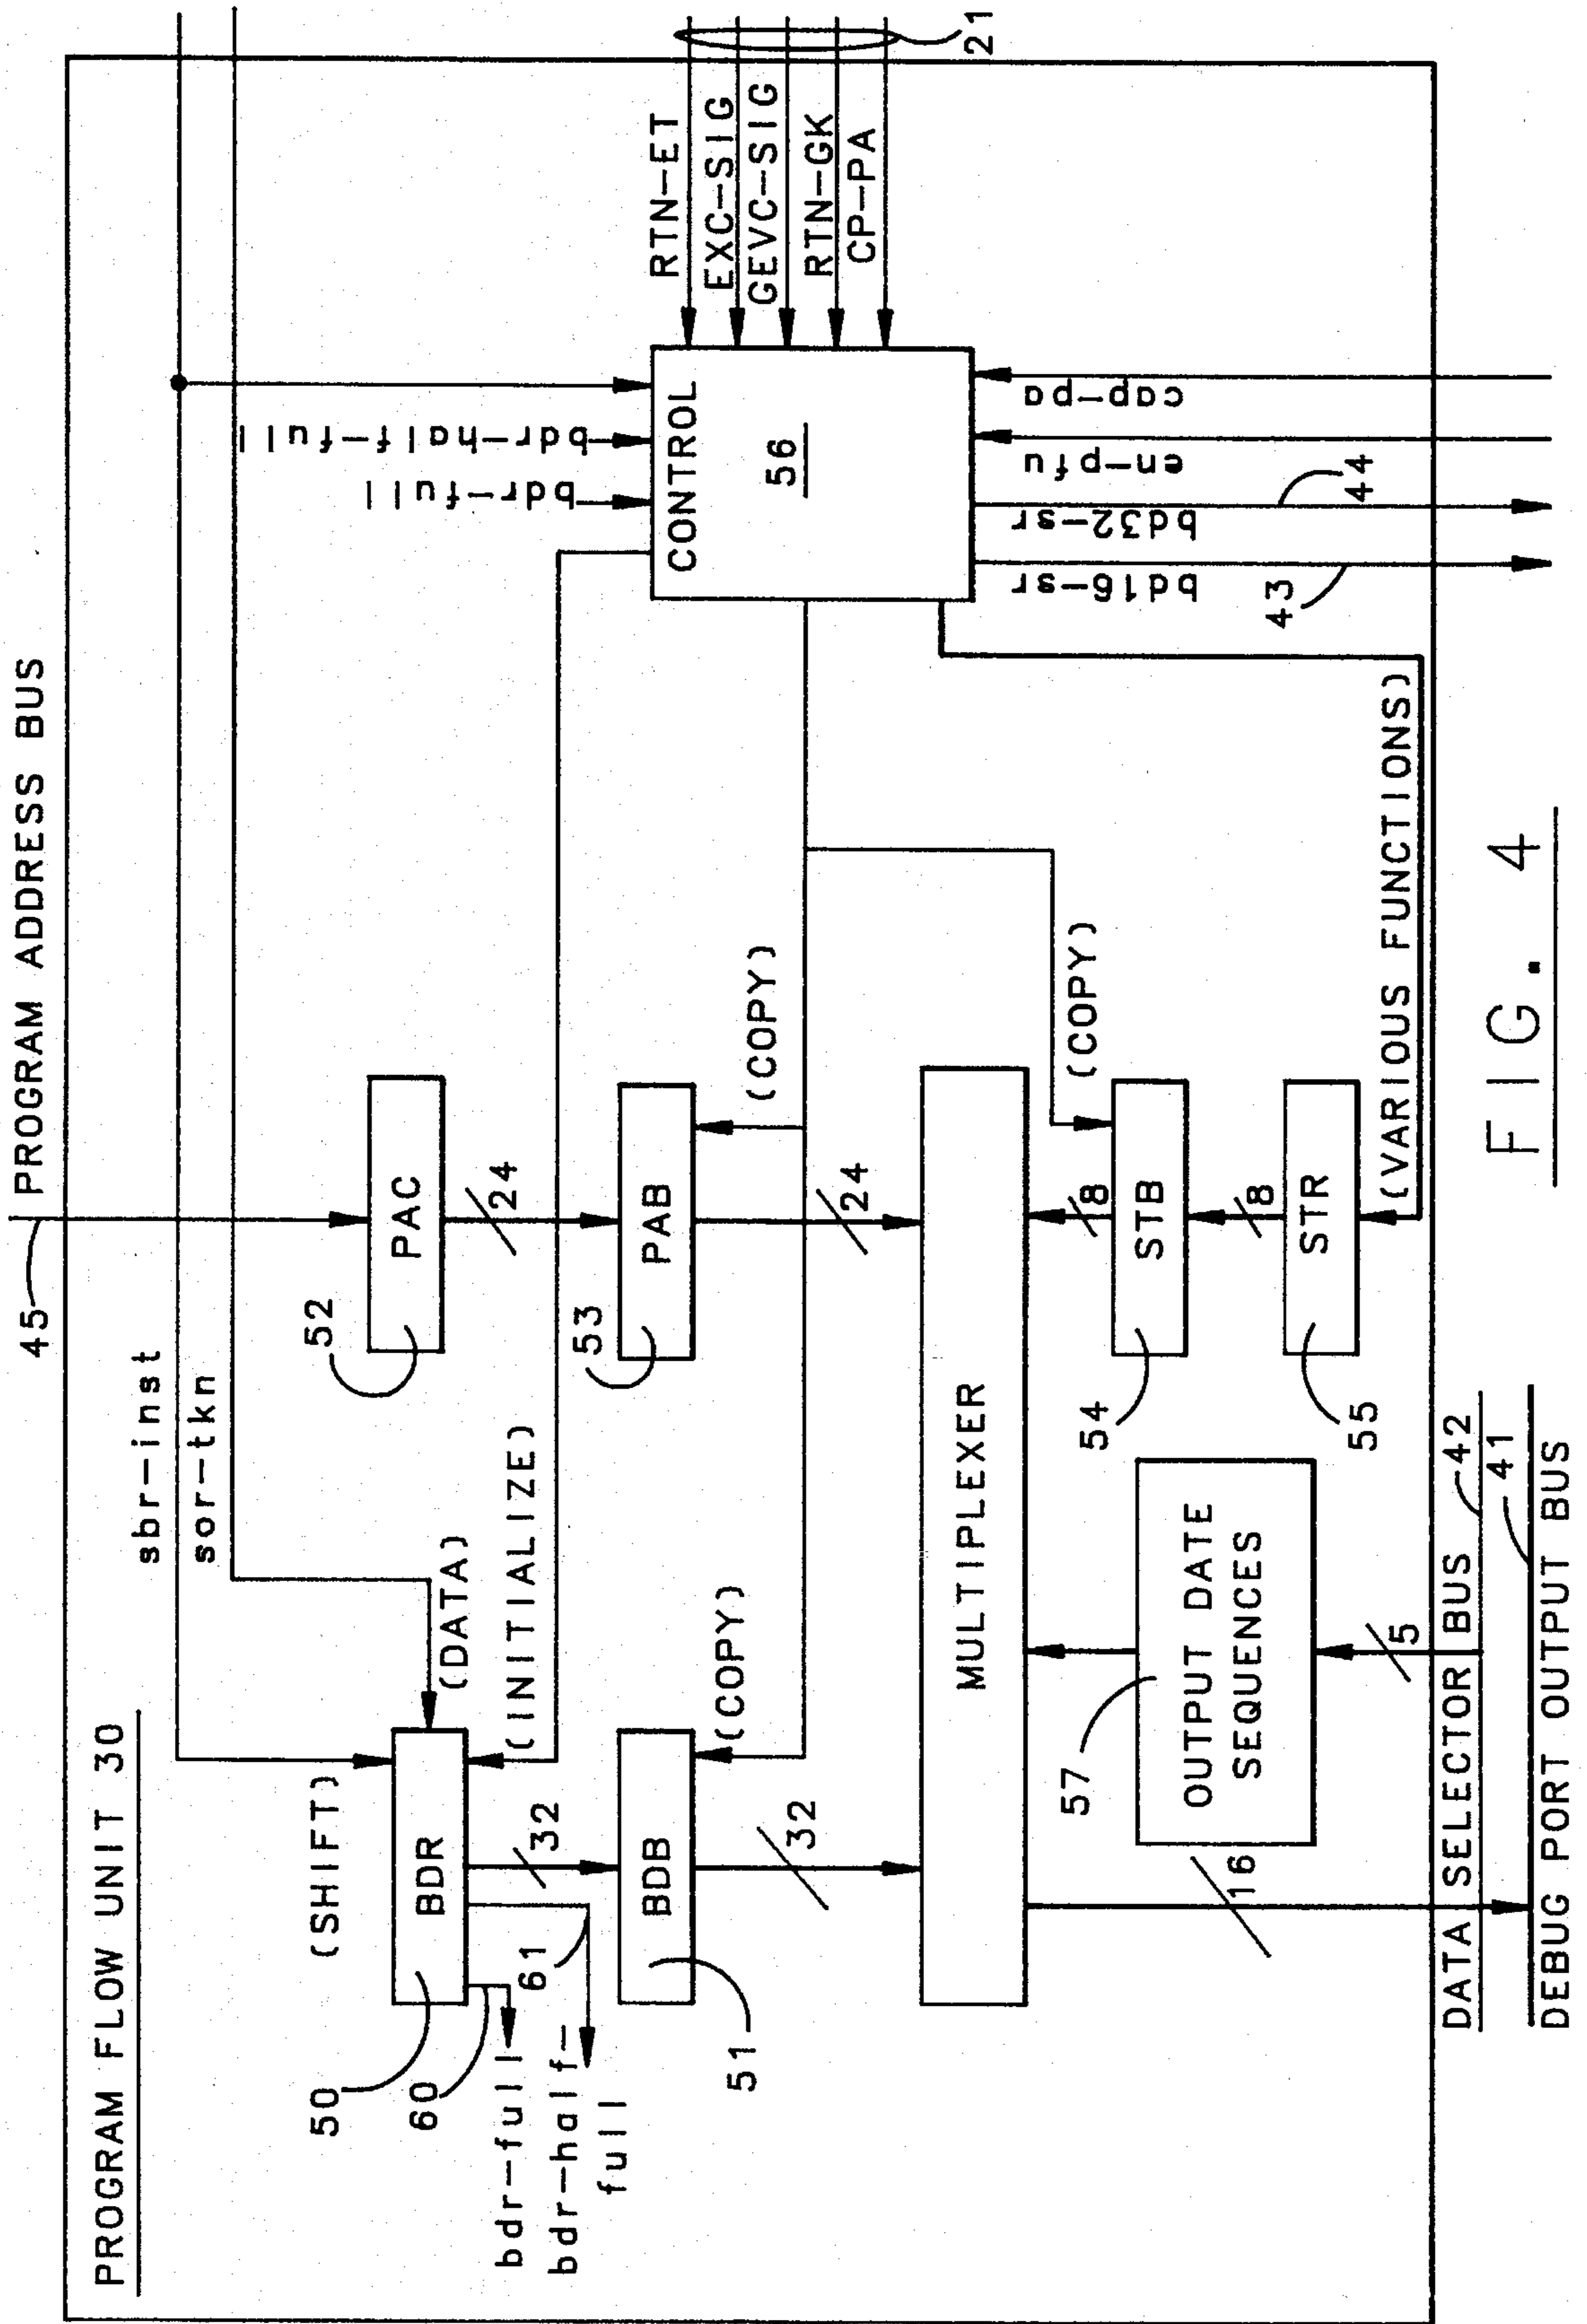 PROGRAM FLOW UNIT 30
45
PROGRAM ADDRESS BUS
sbr-inst
sor-tkn
(SHIFT)
(DATA)
(INITIALIZE)
50
BDR
60
61
bdr-full
bdr-half-
full
32
52
PAC
24
51
BDB
(COPY)
32
53
PAB
(COPY)
24
bdr-full
bdr-half-full
CONTROL
56
RTN-ET
EXC-SIG
GEVC-SIG
RTN-GK
CP-PA
21
bd16-sr
bd32-sr
en-pfu
cap-pa
43
44
MULTIPLEXER
(COPY)
16
57
OUTPUT DATE
SEQUENCES
5
54
8
STB
8
55
STR
(VARIOUS FUNCTIONS)
DATA SELECTOR BUS
42
41
DEBUG PORT OUTPUT BUS
FIG. 4